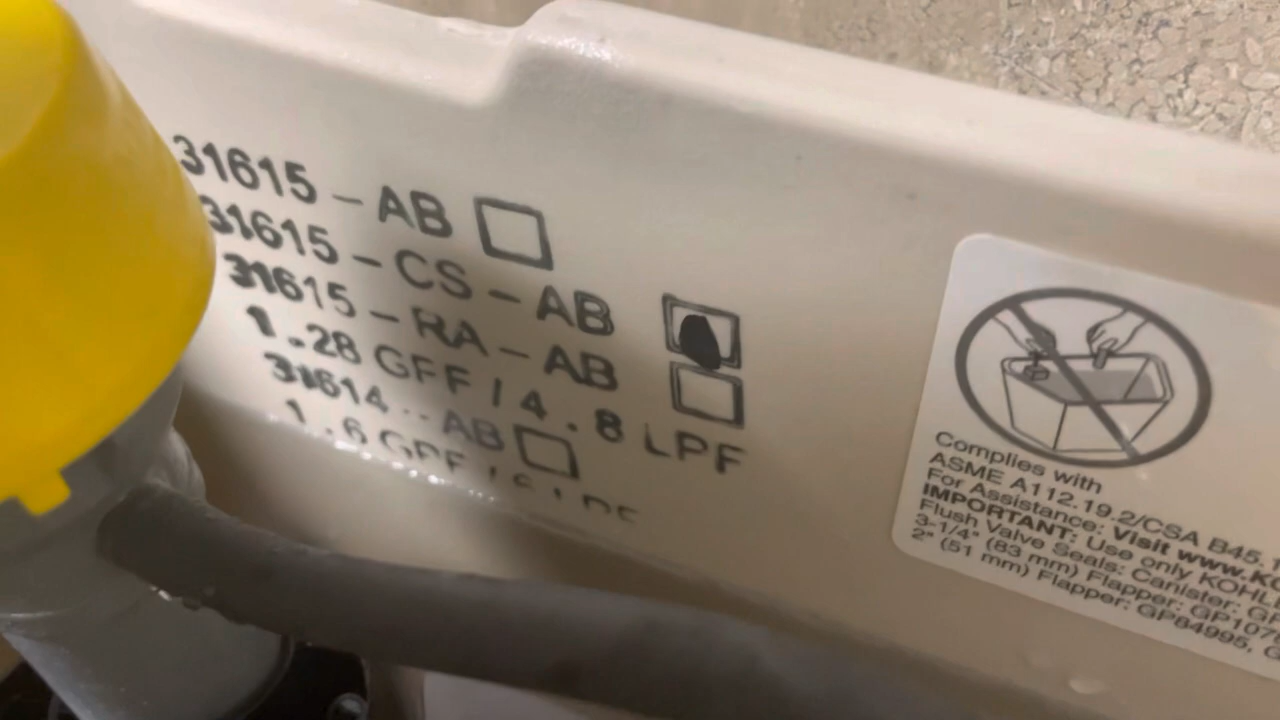 31615-AB
31615-CS-AB
31615-RA-AB
1.28 GFF / 4.8 LPF
31614--AB
1.6 GPF /
Complies with
ASME A112.19.2/CSA B45.1
For Assistance: Visit www.K
IMPORTANT: Use only KOHL
Flush Valve Seals: Canister: GP
3-1/4" (83 mm) Flapper: GP107
2" (51 mm) Flapper: GP84995, G